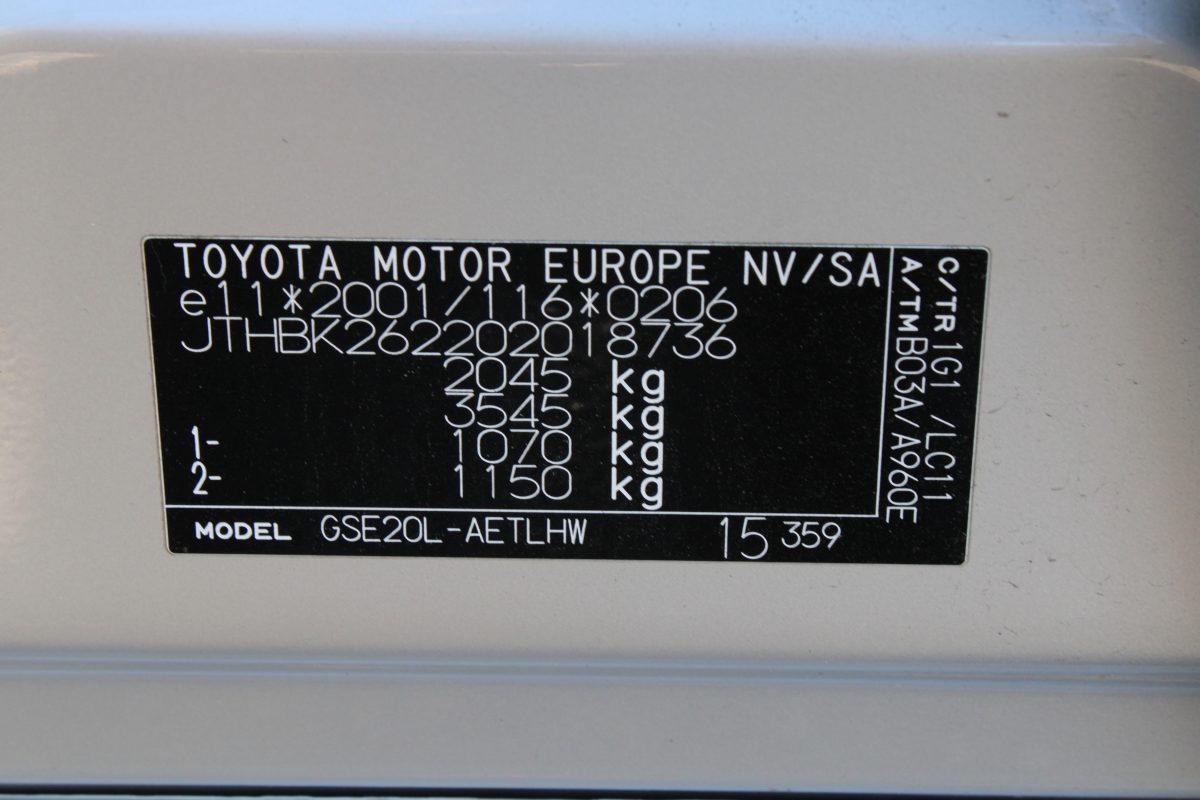 TOYOTA MOTOR EUROPE NV/SA
e11*2001/116*0206
JTHBK262202018736
2045 kg
3545 kg
1- 1070 kg
2- 1150 kg
MODEL GSE20L-AETLHW 15 359
C/TR 1G1 /LC11
A/TM B03A/A960E